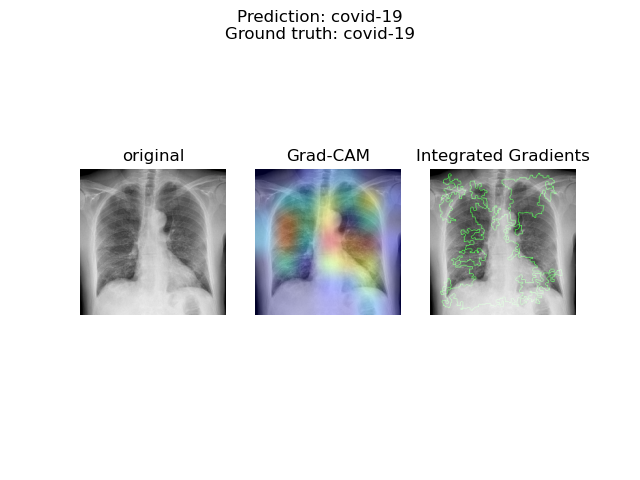 Prediction: covid-19
Ground truth: covid-19
original
Grad-CAM
Integrated Gradients